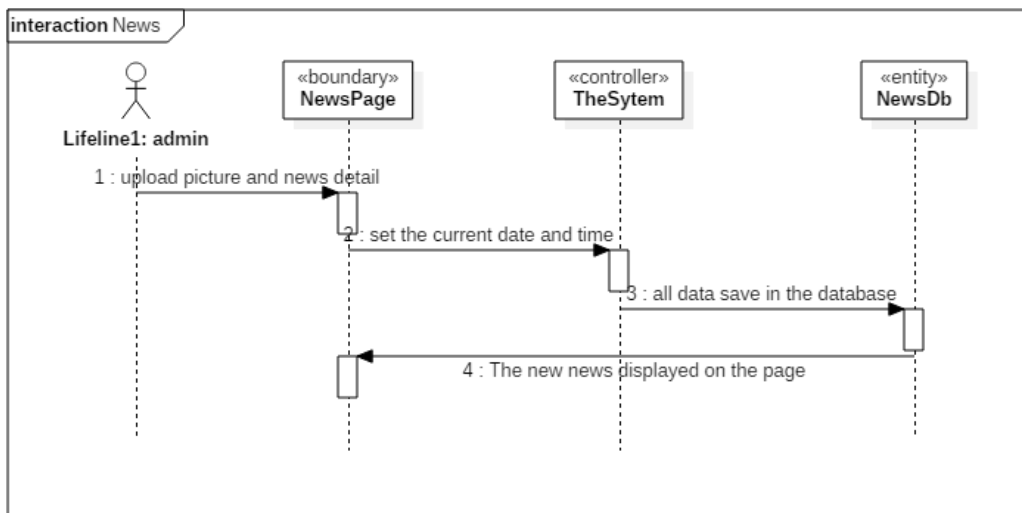 interaction News
«boundary»
NewsPage
«controller»
TheSytem
«entity»
NewsDb
Lifeline1: admin
1 : upload picture and news detail
2 : set the current date and time
3 : all data save in the database
4 : The new news displayed on the page